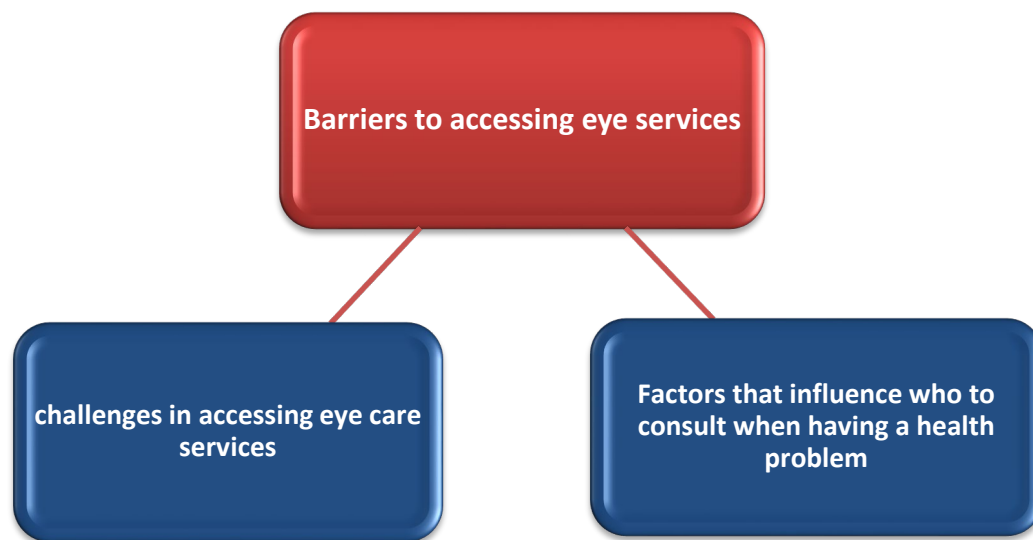 Barriers to accessing eye services
challenges in accessing eye care
services
Factors that influence who to
consult when having a health
problem